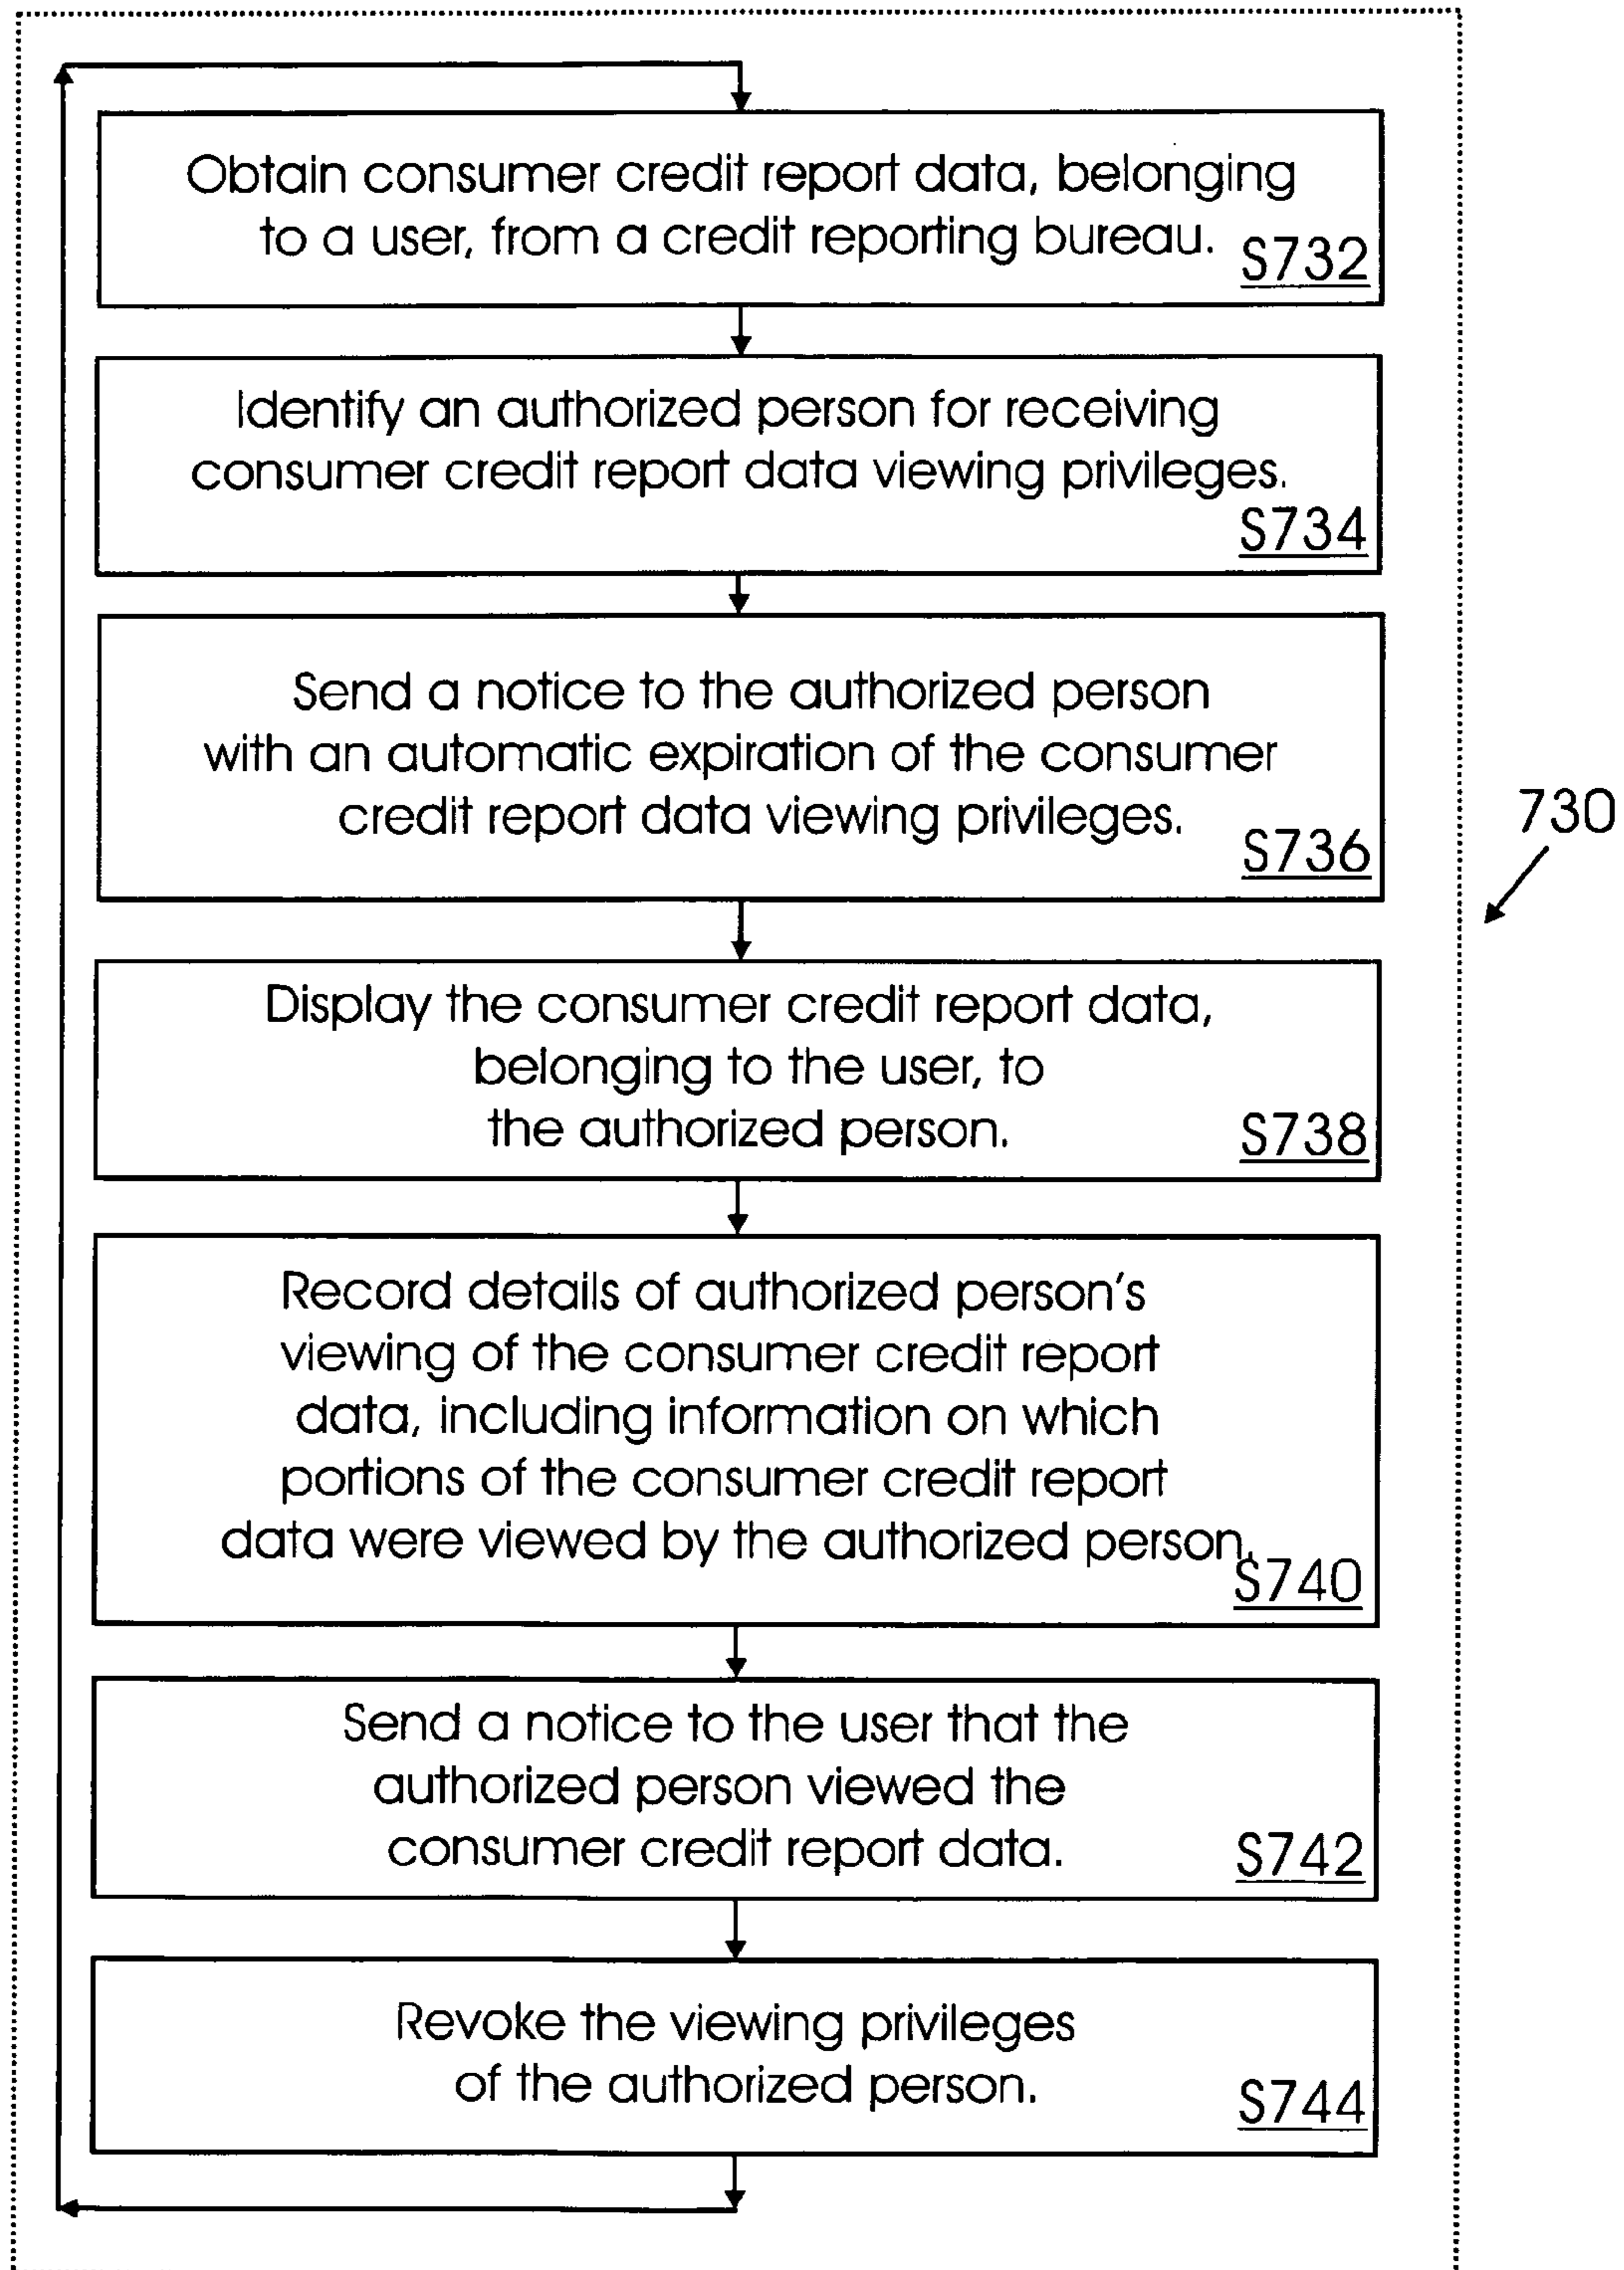 Obtain consumer credit report data, belonging
to a user, from a credit reporting bureau.
S732
Identify an authorized person for receiving
consumer credit report data viewing privileges.
S734
Send a notice to the authorized person
with an automatic expiration of the consumer
credit report data viewing privileges.
S736
730
Display the consumer credit report data,
belonging to the user, to
the authorized person.
S738
Record details of authorized person's
viewing of the consumer credit report
data, including information on which
portions of the consumer credit report
data were viewed by the authorized person.
S740
Send a notice to the user that the
authorized person viewed the
consumer credit report data.
S742
Revoke the viewing privileges
of the authorized person.
S744